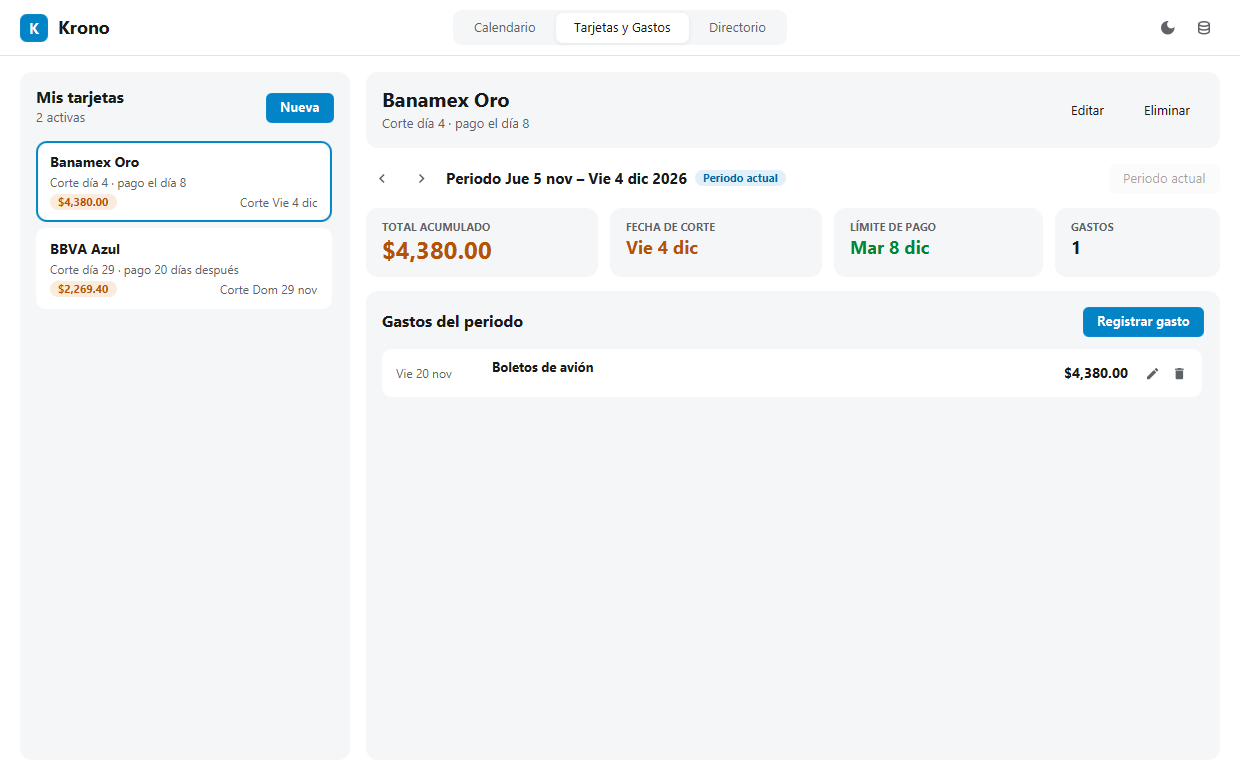 K Krono
Calendario
Tarjetas y Gastos
Directorio
Mis tarjetas
2 activas
Nueva
Banamex Oro
Corte día 4 · pago el día 8
$4,380.00
Corte Vie 4 dic
BBVA Azul
Corte día 29 · pago 20 días después
$2,269.40
Corte Dom 29 nov
Banamex Oro
Corte día 4 · pago el día 8
Editar
Eliminar
Periodo Jue 5 nov – Vie 4 dic 2026
Periodo actual
Periodo actual
TOTAL ACUMULADO
$4,380.00
FECHA DE CORTE
Vie 4 dic
LÍMITE DE PAGO
Mar 8 dic
GASTOS
1
Gastos del periodo
Registrar gasto
Vie 20 nov
Boletos de avión
$4,380.00